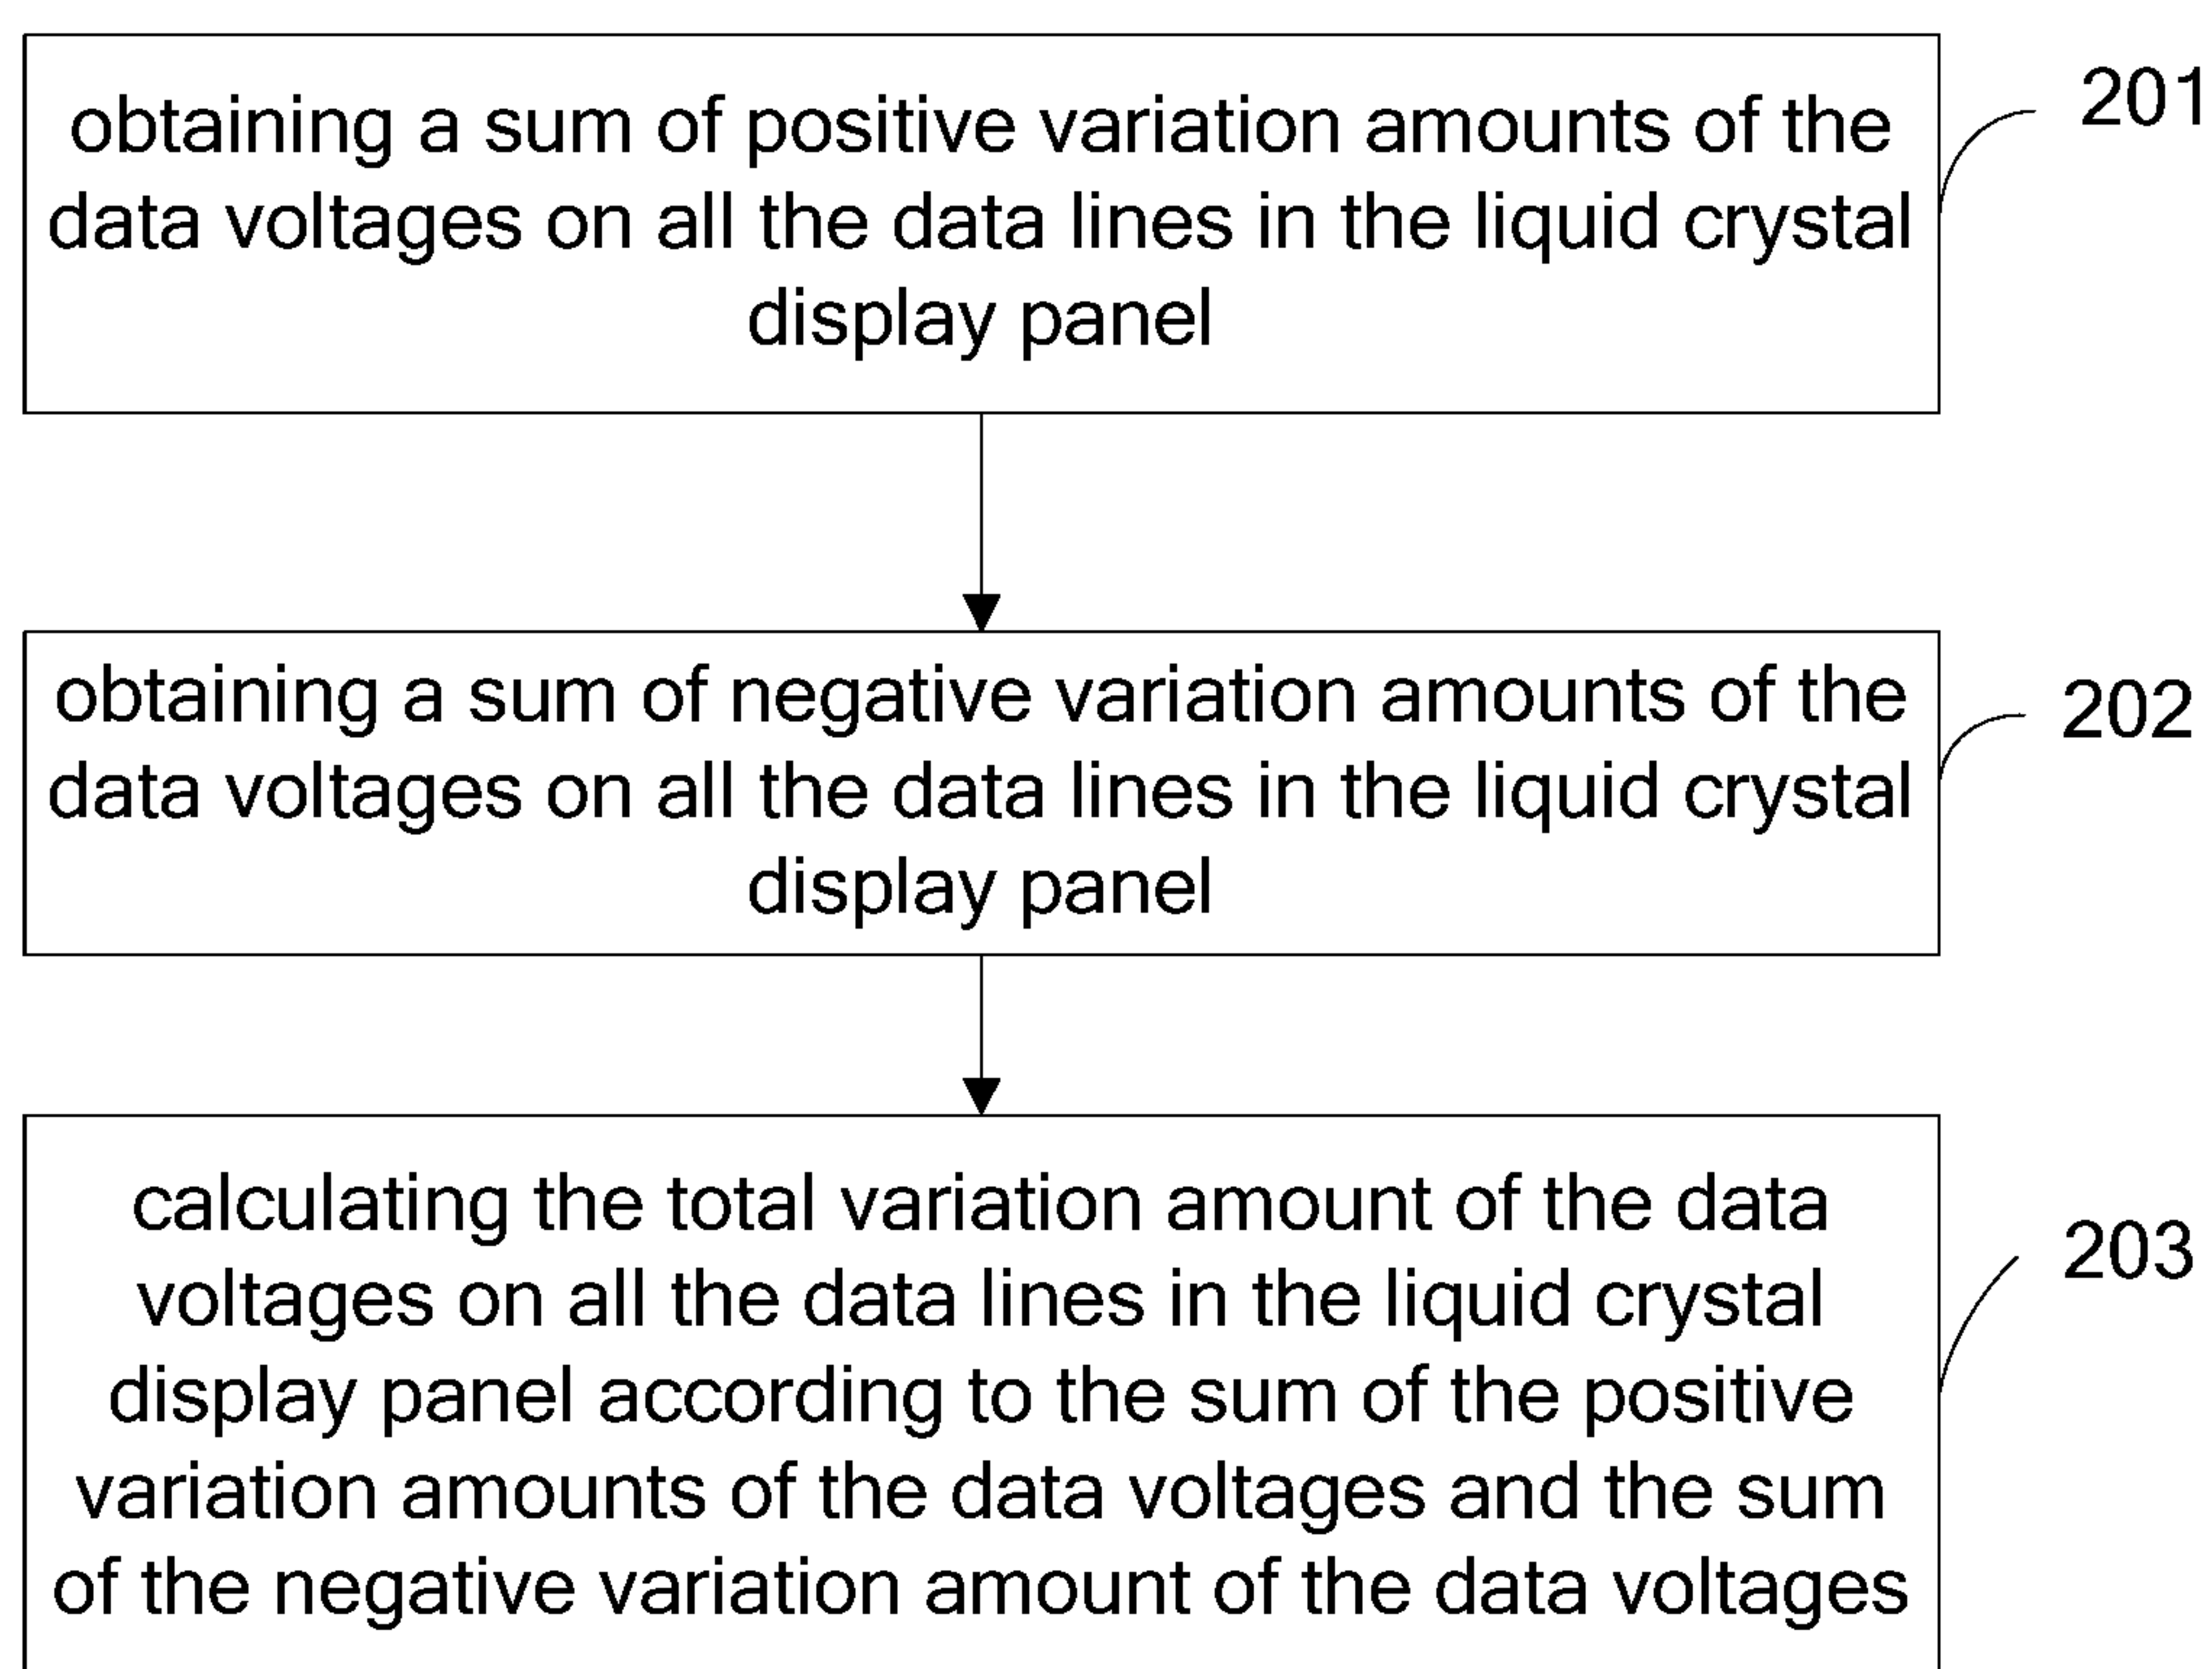 obtaining a sum of positive variation amounts of the
data voltages on all the data lines in the liquid crystal
display panel
201
obtaining a sum of negative variation amounts of the
data voltages on all the data lines in the liquid crystal
display panel
202
calculating the total variation amount of the data
voltages on all the data lines in the liquid crystal
display panel according to the sum of the positive
variation amounts of the data voltages and the sum
of the negative variation amount of the data voltages
203